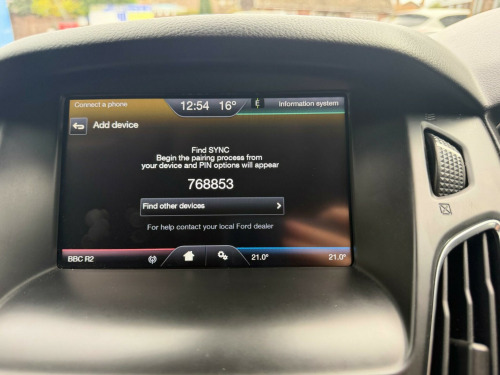 Connect a phone
12:54 16°
Information system
Add device
Find SYNC
Begin the pairing process from
your device and PIN options will appear
768853
Find other devices
For help contact your local Ford dealer
BBC R2
21.0°
21.0°